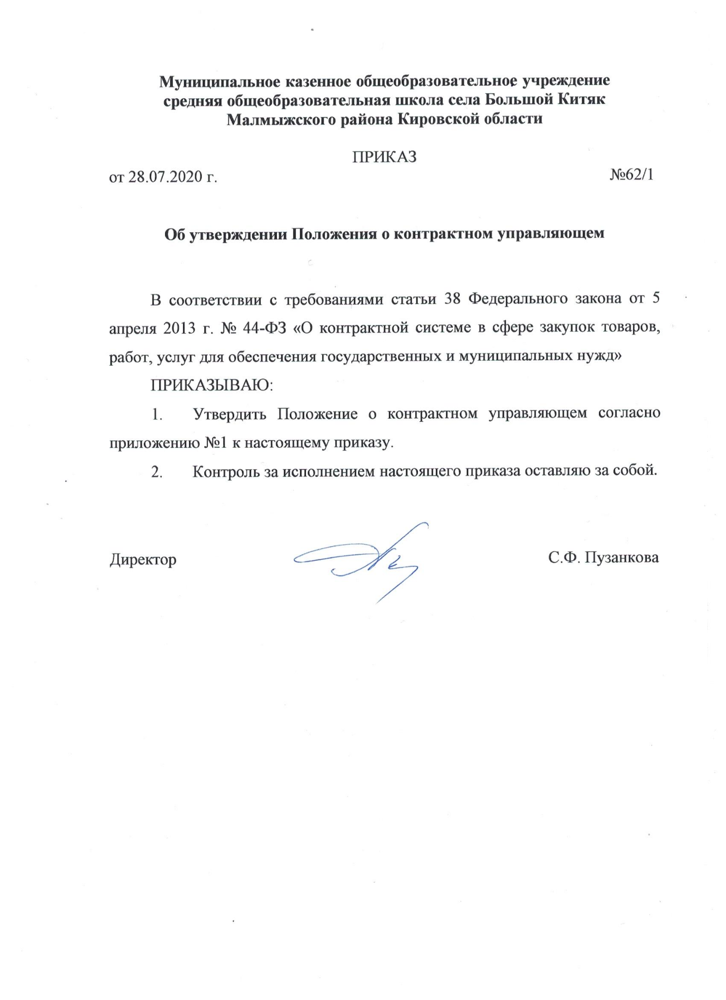 Муниципальное казенное общеобразовательное учреждение
средняя общеобразовательная школа села Большой Китяк
Малмыжского района Кировской области
ПРИКАЗ
от 28.07.2020 г. №62/1
Об утверждении Положения о контрактном управляющем
В соответствии с требованиями статьи 38 Федерального закона от 5
апреля 2013 г. № 44-ФЗ «О контрактной системе в сфере закупок товаров,
работ, услуг для обеспечения государственных и муниципальных нужд»
ПРИКАЗЫВАЮ:
1. Утвердить Положение о контрактном управляющем согласно
приложению №1 к настоящему приказу.
2. Контроль за исполнением настоящего приказа оставляю за собой.
Директор С.Ф. Пузанкова